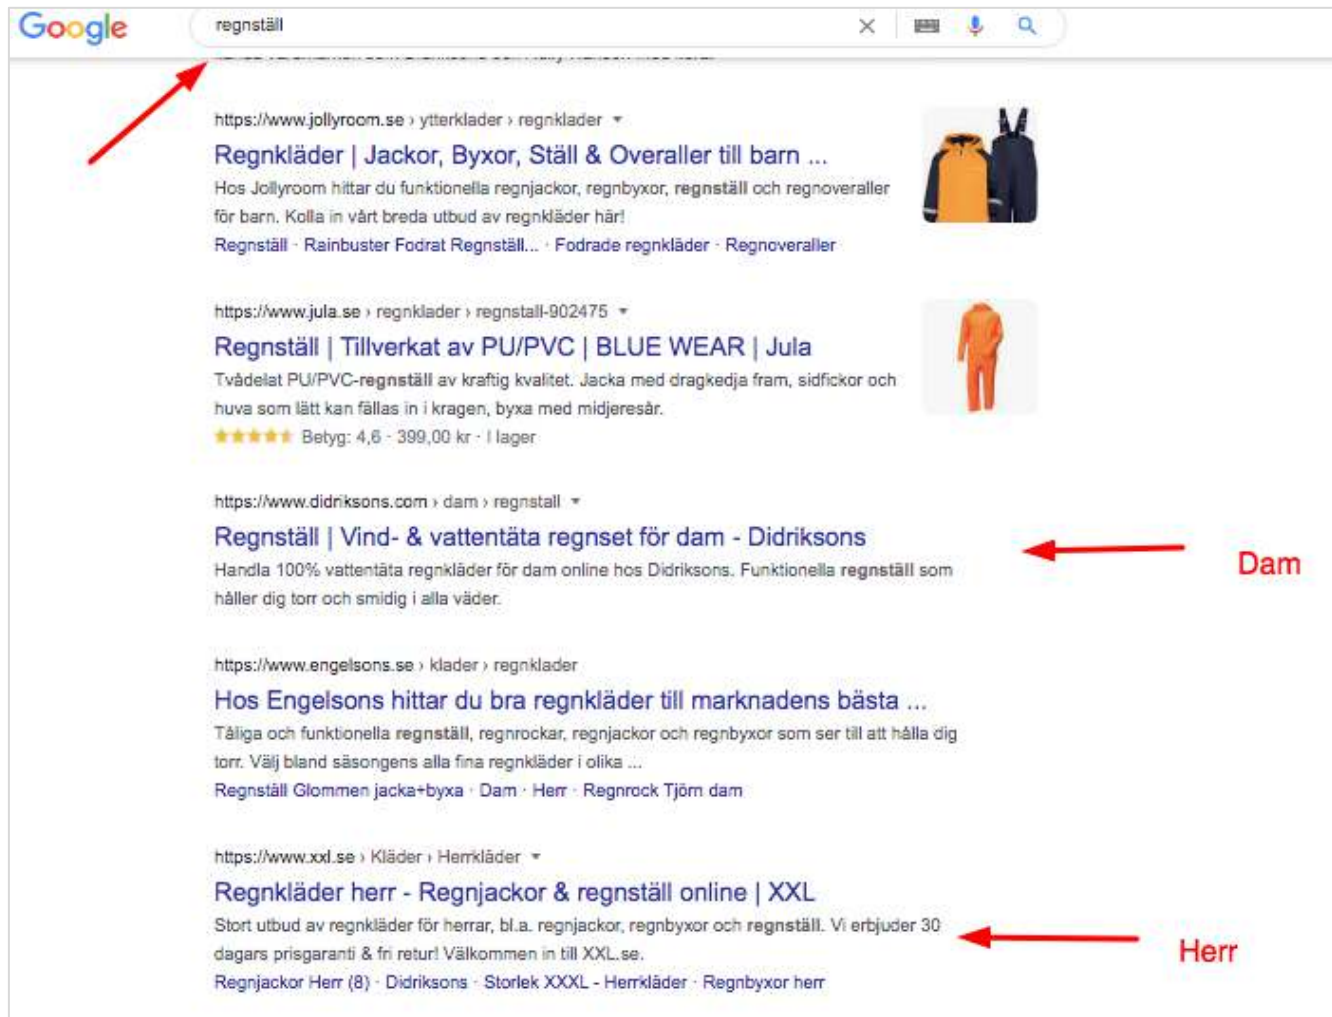 Google
regnställ
https://www.jollyroom.se › ytterklader › regnklader
Regnkläder | Jackor, Byxor, Ställ & Overaller till barn ...
Hos Jollyroom hittar du funktionella regnjackor, regnbyxor, regnställ och regnoveraller
för barn. Kolla in vårt breda utbud av regnkläder här!
Regnställ · Rainbuster Fodrat Regnställ... · Fodrade regnkläder · Regnoveraller
https://www.jula.se › regnklader › regnstall-902475
Regnställ | Tillverkat av PU/PVC | BLUE WEAR | Jula
Tvådelat PU/PVC-regnställ av kraftig kvalitet. Jacka med dragkedja fram, sidfickor och
huva som lätt kan fällas in i kragen, byxa med midjeresår.
Betyg: 4,6 · 399,00 kr · I lager
https://www.didriksons.com › dam › regnstall
Regnställ | Vind- & vattentäta regnset för dam - Didriksons
Handla 100% vattentäta regnkläder för dam online hos Didriksons. Funktionella regnställ som
håller dig torr och smidig i alla väder.
Dam
https://www.engelsons.se › klader › regnklader
Hos Engelsons hittar du bra regnkläder till marknadens bästa ...
Tåliga och funktionella regnställ, regnrockar, regnjackor och regnbyxor som ser till att hålla dig
torr. Välj bland säsongens alla fina regnkläder i olika ...
Regnställ Glommen jacka+byxa · Dam · Herr · Regnrock Tjörn dam
https://www.xxl.se › Kläder › Herrkläder
Regnkläder herr - Regnjackor & regnställ online | XXL
Stort utbud av regnkläder för herrar, bl.a. regnjackor, regnbyxor och regnställ. Vi erbjuder 30
dagars prisgaranti & fri retur! Välkommen in till XXL.se.
Regnjackor Herr (8) · Didriksons · Storlek XXXL - Herrkläder · Regnbyxor herr
Herr